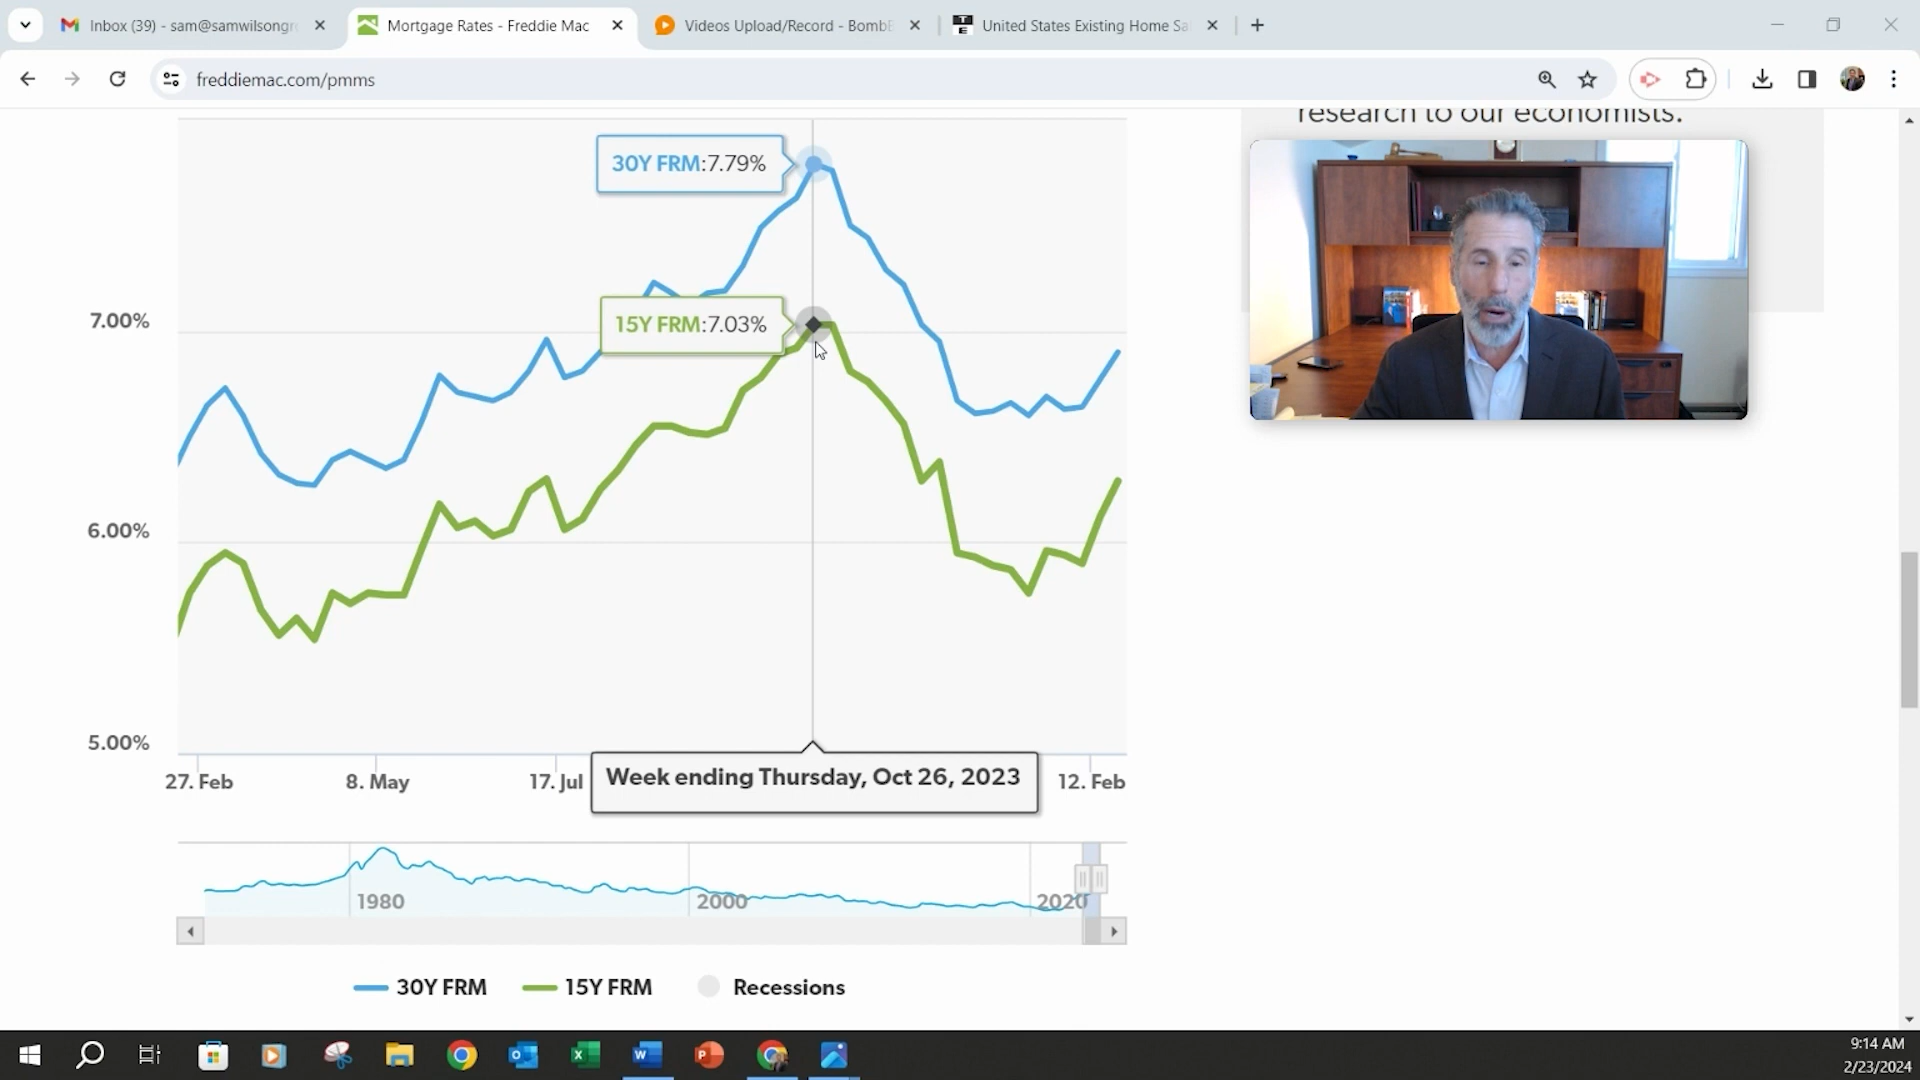 Inbox (39) - sam@samwilsongr
Mortgage Rates - Freddie Mac
Videos Upload/Record - BombB
United States Existing Home Sa
freddiemac.com/pmms
research to our economists.
30Y FRM:7.79%
15Y FRM:7.03%
7.00%
6.00%
5.00%
27. Feb
8. May
17. Jul
Week ending Thursday, Oct 26, 2023
12. Feb
1980
2000
2020
30Y FRM
15Y FRM
Recessions
9:14 AM
2/23/2024